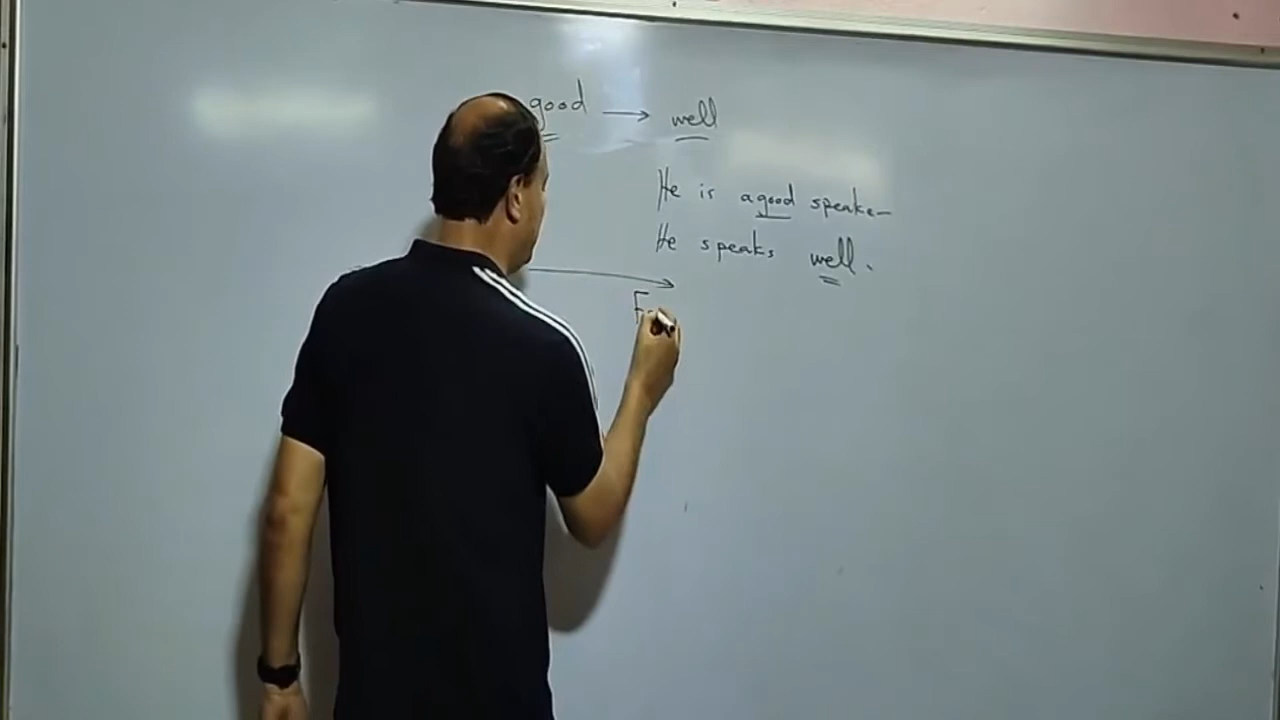 good → well
He is a good speaker
He speaks well.
→
F